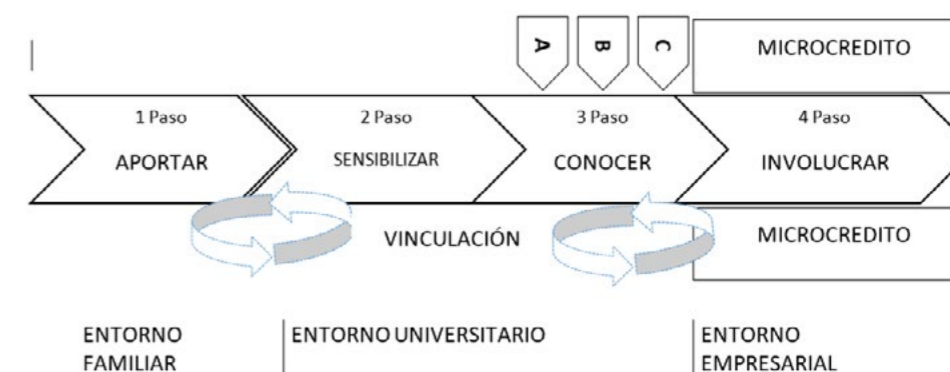 A
B
C
MICROCREDITO
1 Paso
APORTAR
2 Paso
SENSIBILIZAR
3 Paso
CONOCER
4 Paso
INVOLUCRAR
VINCULACIÓN
MICROCREDITO
ENTORNO
FAMILIAR
ENTORNO UNIVERSITARIO
ENTORNO
EMPRESARIAL